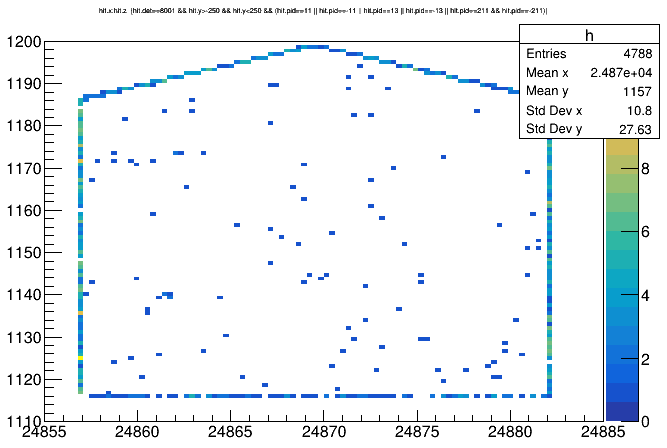 hit.x:hit.z {hit.det==8001 && hit.y>-250 && hit.y<250 && (hit.pid==11 || hit.pid==-11 || hit.pid==13 || hit.pid==-13 || hit.pid==211 && hit.pid==-211)}
h
Entries 4788
Mean x 2.487e+04
Mean y 1157
Std Dev x 10.8
Std Dev y 27.63
1200
1190
1180
1170
1160
1150
1140
1130
1120
1110
8
6
4
2
0
24855 24860 24865 24870 24875 24880 24885